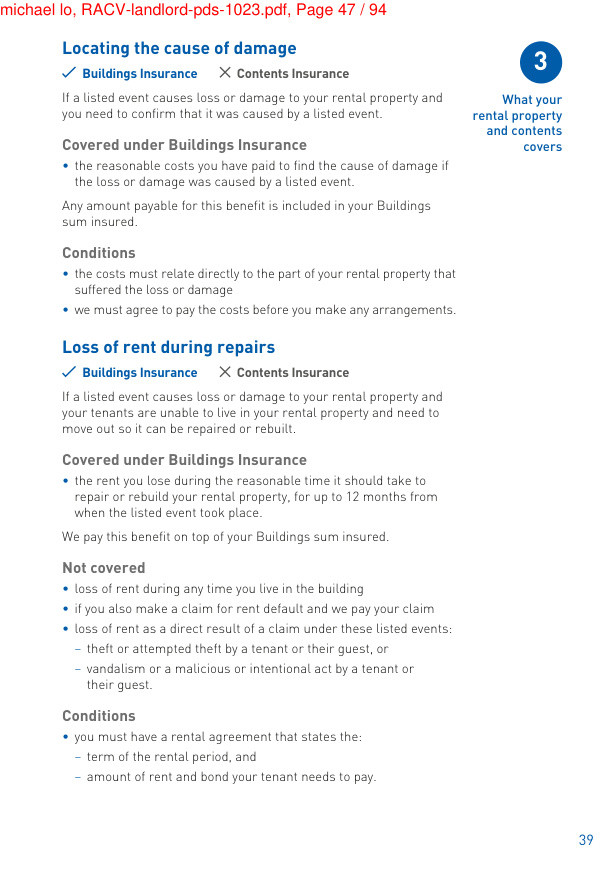 michael lo, RACV-landlord-pds-1023.pdf, Page 47 / 94
Locating the cause of damage
✓ Buildings Insurance ✕ Contents Insurance
If a listed event causes loss or damage to your rental property and
you need to confirm that it was caused by a listed event.
Covered under Buildings Insurance
• the reasonable costs you have paid to find the cause of damage if
the loss or damage was caused by a listed event.
Any amount payable for this benefit is included in your Buildings
sum insured.
Conditions
• the costs must relate directly to the part of your rental property that
suffered the loss or damage
• we must agree to pay the costs before you make any arrangements.
Loss of rent during repairs
✓ Buildings Insurance ✕ Contents Insurance
If a listed event causes loss or damage to your rental property and
your tenants are unable to live in your rental property and need to
move out so it can be repaired or rebuilt.
Covered under Buildings Insurance
• the rent you lose during the reasonable time it should take to
repair or rebuild your rental property, for up to 12 months from
when the listed event took place.
We pay this benefit on top of your Buildings sum insured.
Not covered
• loss of rent during any time you live in the building
• if you also make a claim for rent default and we pay your claim
• loss of rent as a direct result of a claim under these listed events:
– theft or attempted theft by a tenant or their guest, or
– vandalism or a malicious or intentional act by a tenant or
their guest.
Conditions
• you must have a rental agreement that states the:
– term of the rental period, and
– amount of rent and bond your tenant needs to pay.
3
What your
rental property
and contents
covers
39